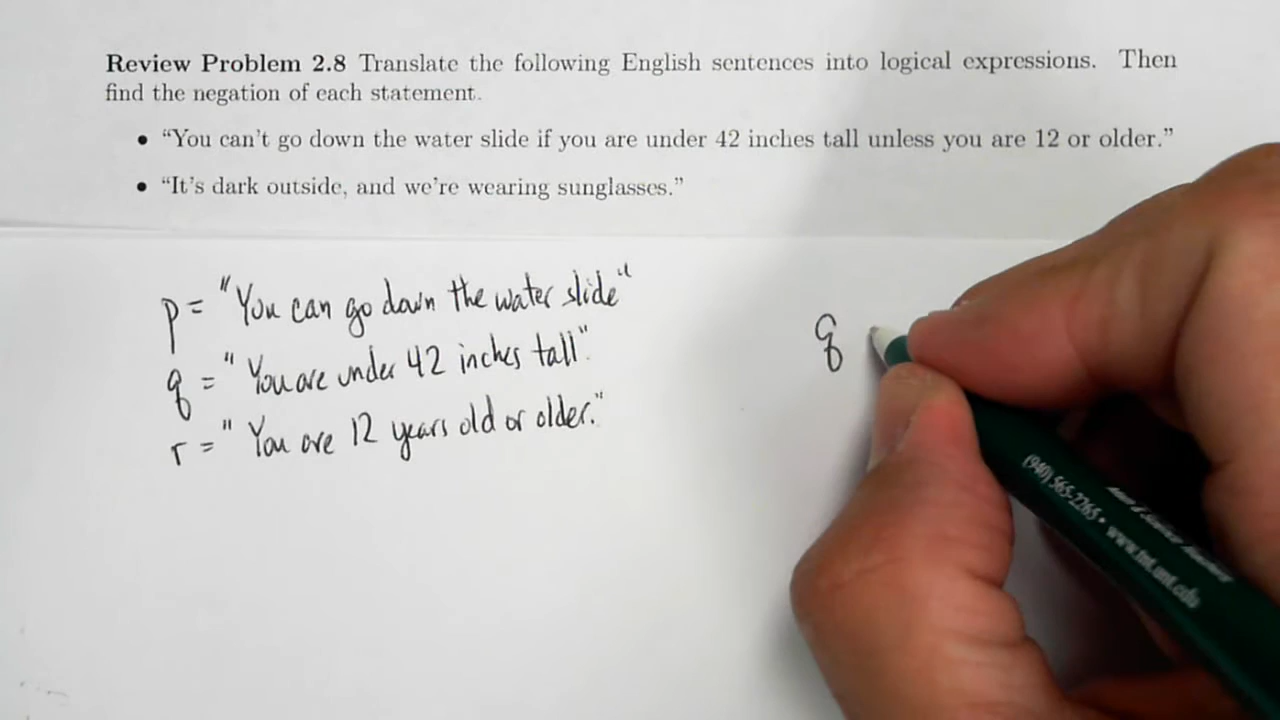 Review Problem 2.8 Translate the following English sentences into logical expressions. Then
find the negation of each statement.
• “You can't go down the water slide if you are under 42 inches tall unless you are 12 or older.”
• “It's dark outside, and we're wearing sunglasses.”
p = "You can go down the water slide"
q = "You are under 42 inches tall".
r = "You are 12 years old or older."
q
(940) 565-2265 • www.tnt.unt.edu